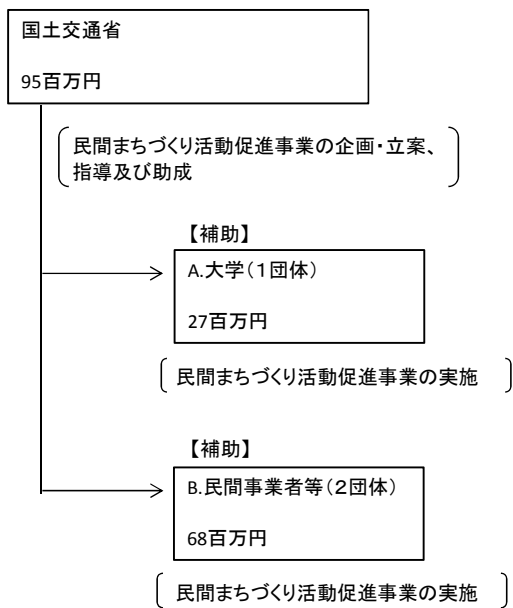 国土交通省
95百万円
民間まちづくり活動促進事業の企画・立案、
指導及び助成
【補助】
A.大学(1団体)
27百万円
民間まちづくり活動促進事業の実施
【補助】
B.民間事業者等(2団体)
68百万円
民間まちづくり活動促進事業の実施